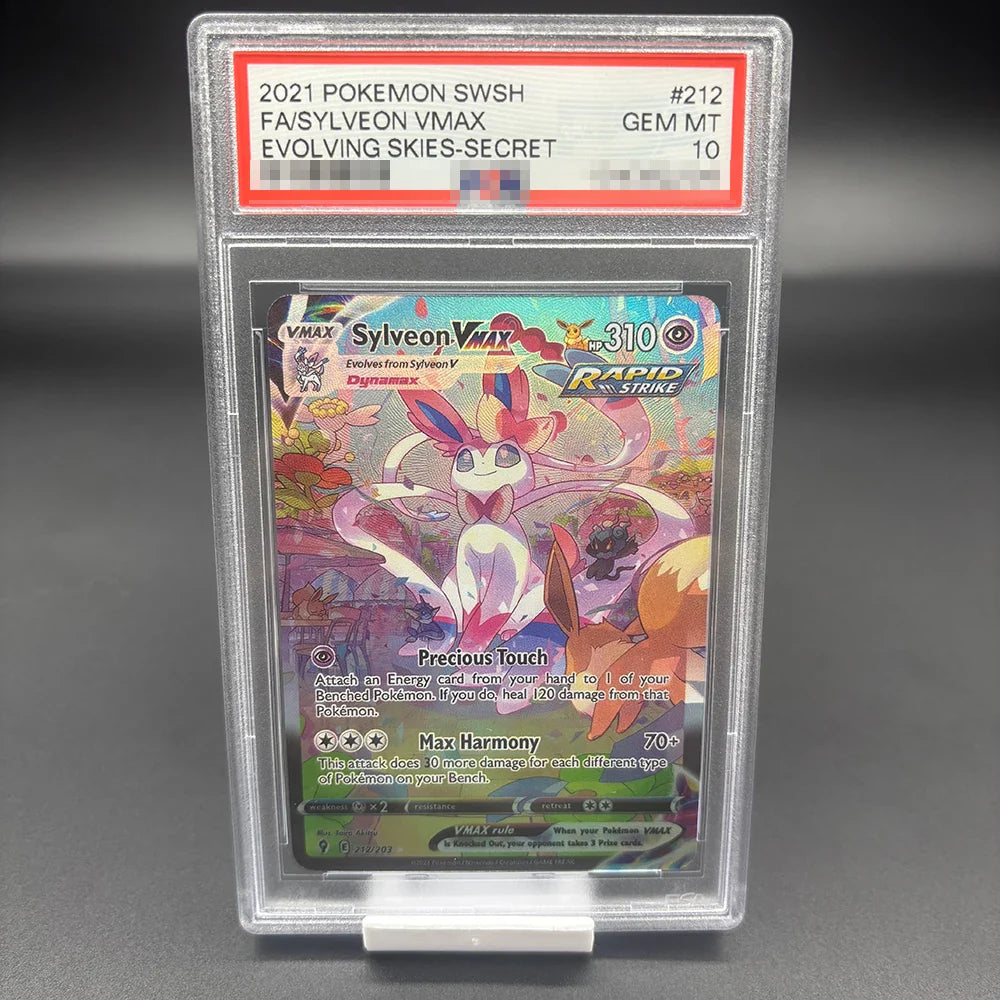 2021 POKEMON SWSH #212
FA/SYLVEON VMAX GEM MT
EVOLVING SKIES-SECRET 10
VMAX Sylveon VMAX HP 310
Evolves from Sylveon V
Dynamax
RAPID
STRIKE
Precious Touch
Attach an Energy card from your hand to 1 of your
Benched Pokémon. If you do, heal 120 damage from that
Pokémon.
Max Harmony 70+
This attack does 30 more damage for each different type
of Pokémon on your Bench.
weakness ×2 resistance retreat
VMAX rule When your Pokémon VMAX
is Knocked Out, your opponent takes 3 Prize cards.
E 212/203